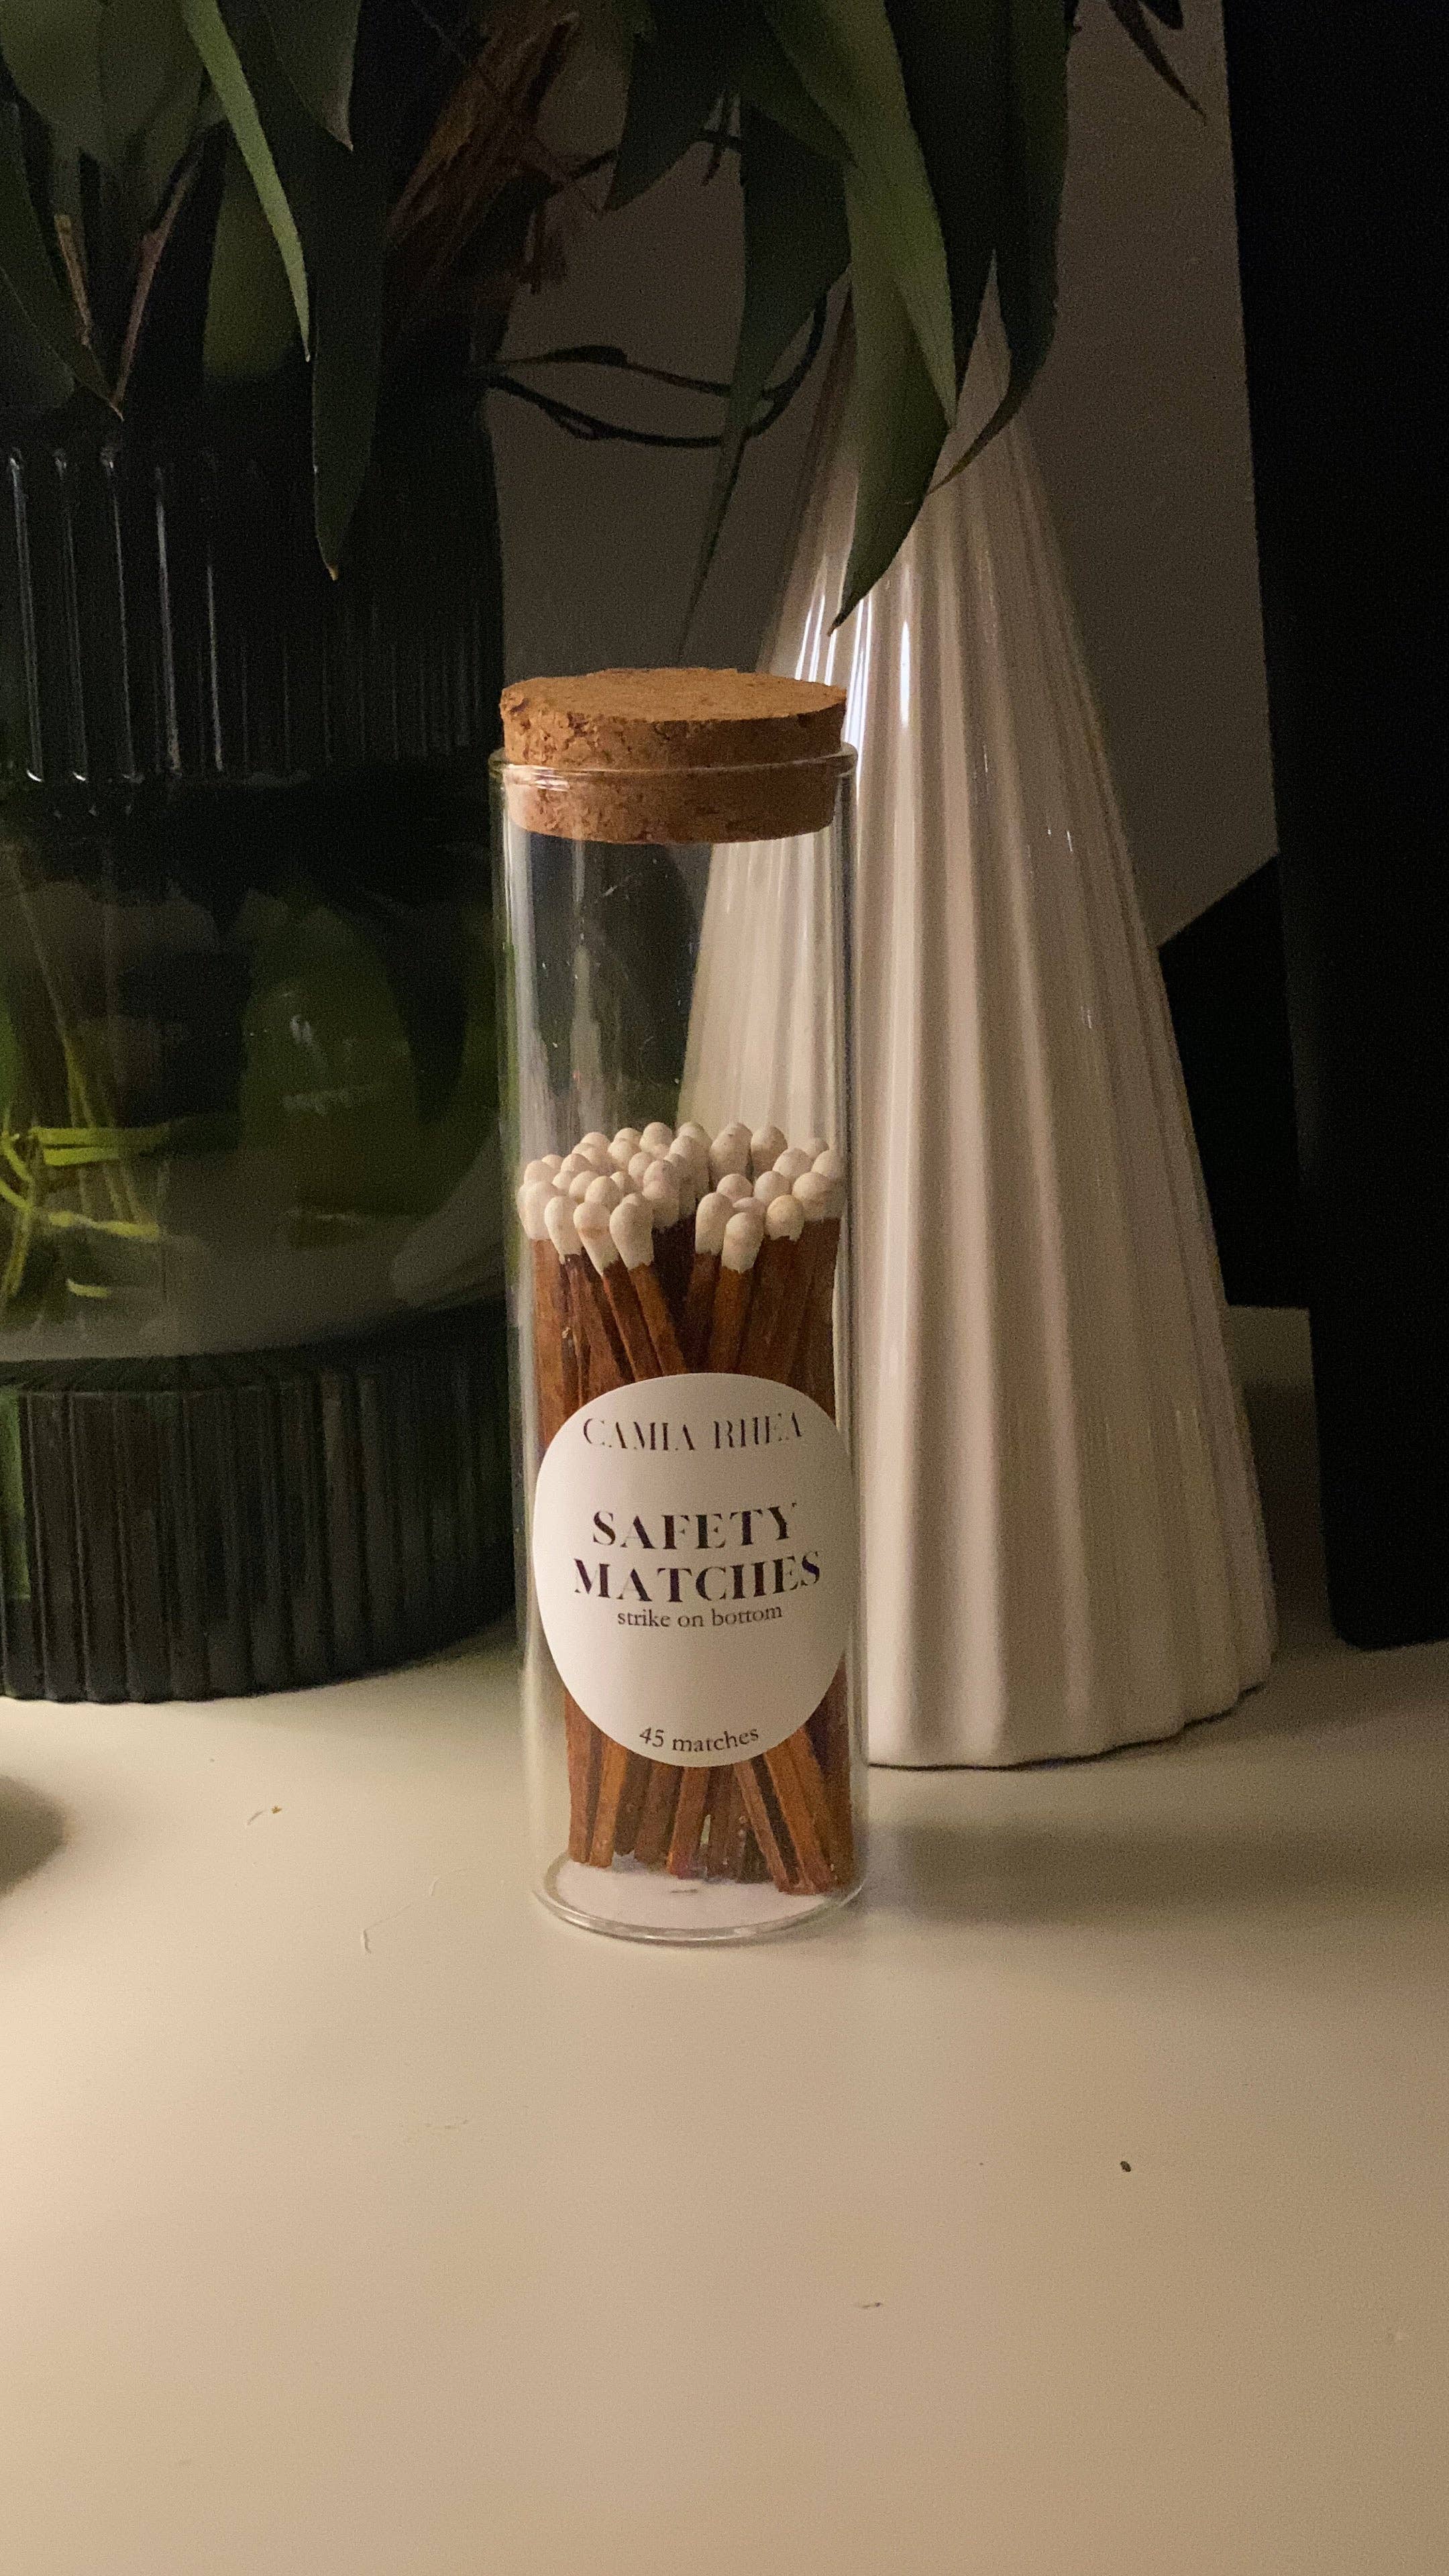 CAMIA RHEA
SAFETY
MATCHES
strike on bottom
45 matches